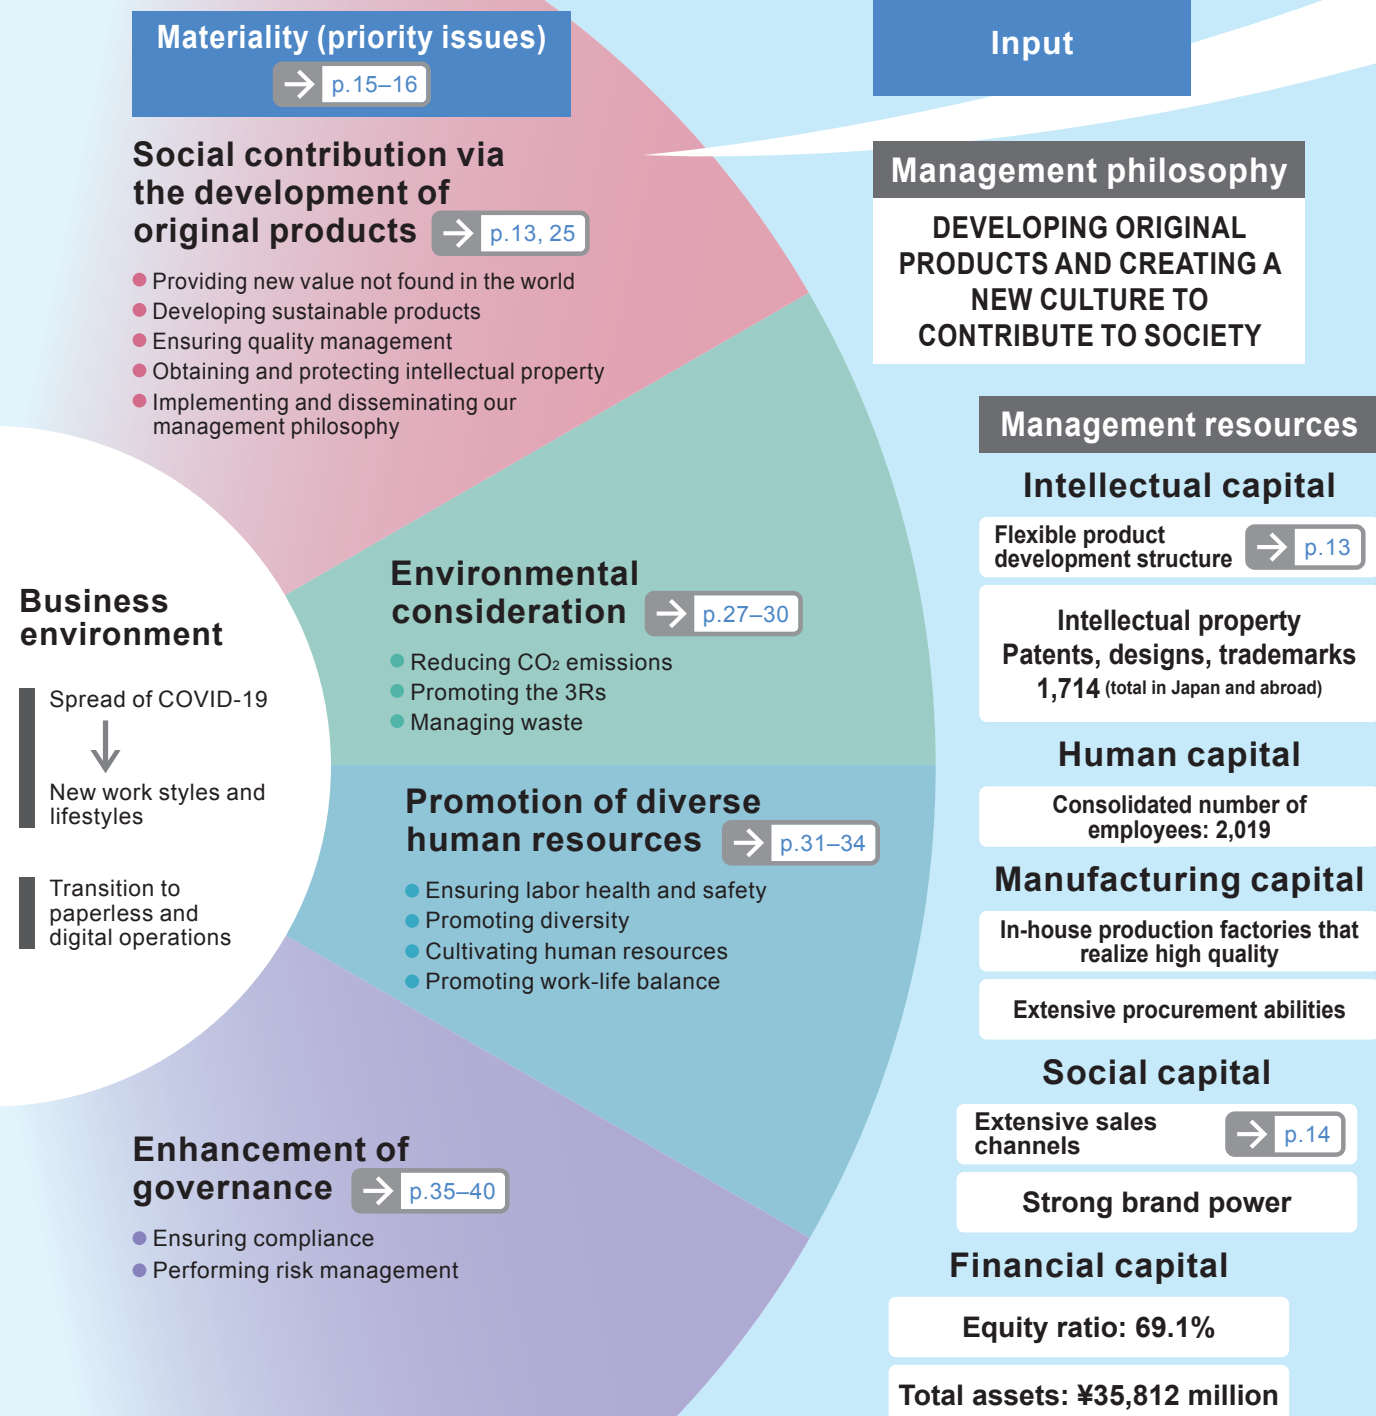 Materiality (priority issues)
p.15–16
Social contribution via
the development of
original products p.13, 25
Providing new value not found in the world
Developing sustainable products
Ensuring quality management
Obtaining and protecting intellectual property
Implementing and disseminating our
management philosophy
Business
environment
Spread of COVID-19
New work styles and
lifestyles
Transition to
paperless and
digital operations
Environmental
consideration p.27–30
Reducing CO₂ emissions
Promoting the 3Rs
Managing waste
Promotion of diverse
human resources p.31–34
Ensuring labor health and safety
Promoting diversity
Cultivating human resources
Promoting work-life balance
Enhancement of
governance p.35–40
Ensuring compliance
Performing risk management
Input
Management philosophy
DEVELOPING ORIGINAL
PRODUCTS AND CREATING A
NEW CULTURE TO
CONTRIBUTE TO SOCIETY
Management resources
Intellectual capital
Flexible product
development structure p.13
Intellectual property
Patents, designs, trademarks
1,714 (total in Japan and abroad)
Human capital
Consolidated number of
employees: 2,019
Manufacturing capital
In-house production factories that
realize high quality
Extensive procurement abilities
Social capital
Extensive sales
channels p.14
Strong brand power
Financial capital
Equity ratio: 69.1%
Total assets: ¥35,812 million